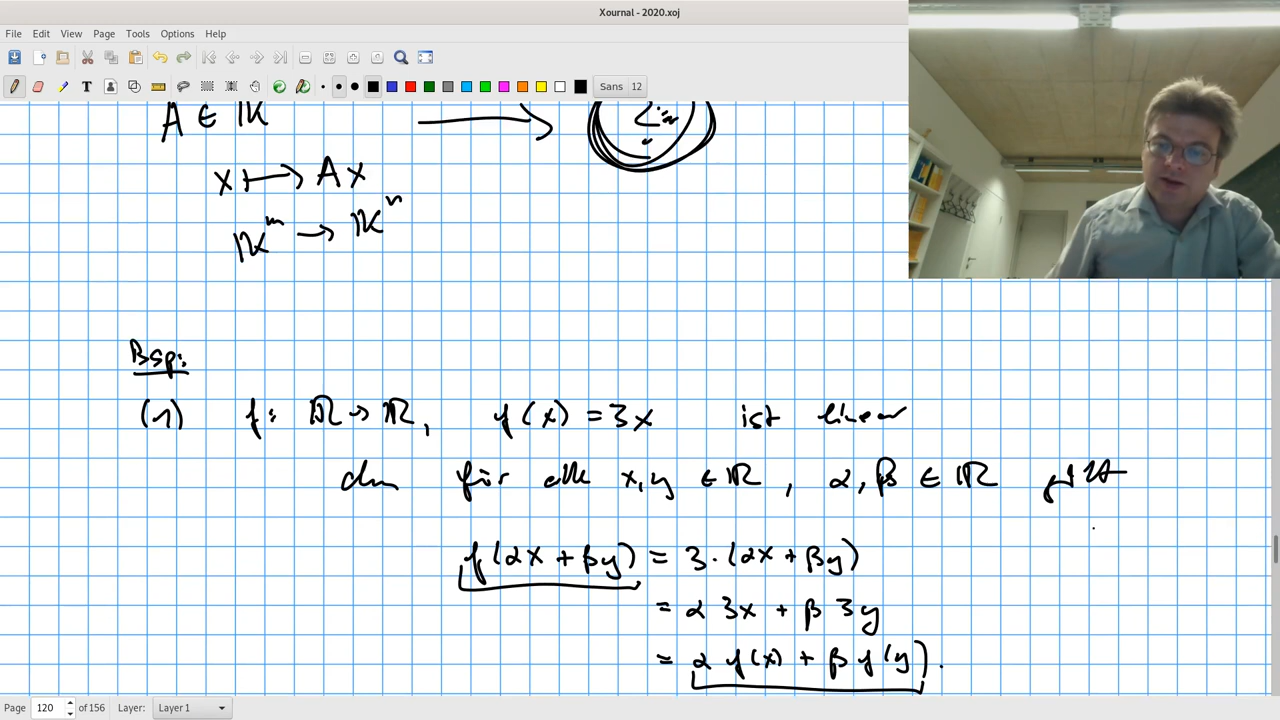 Xournal - 2020.xoj
File Edit View Page Tools Options Help
Sans 12
A ∈ 𝕂
x ↦ Ax
𝕂^m → 𝕂^n
Bsp:
(1) f: ℝ → ℝ, f(x) = 3x ist linear
denn für alle x, y ∈ ℝ, α, β ∈ ℝ gilt
f(αx + βy) = 3·(αx + βy)
= α 3x + β 3y
= α f(x) + β f(y).
Page 120 of 156 Layer: Layer 1